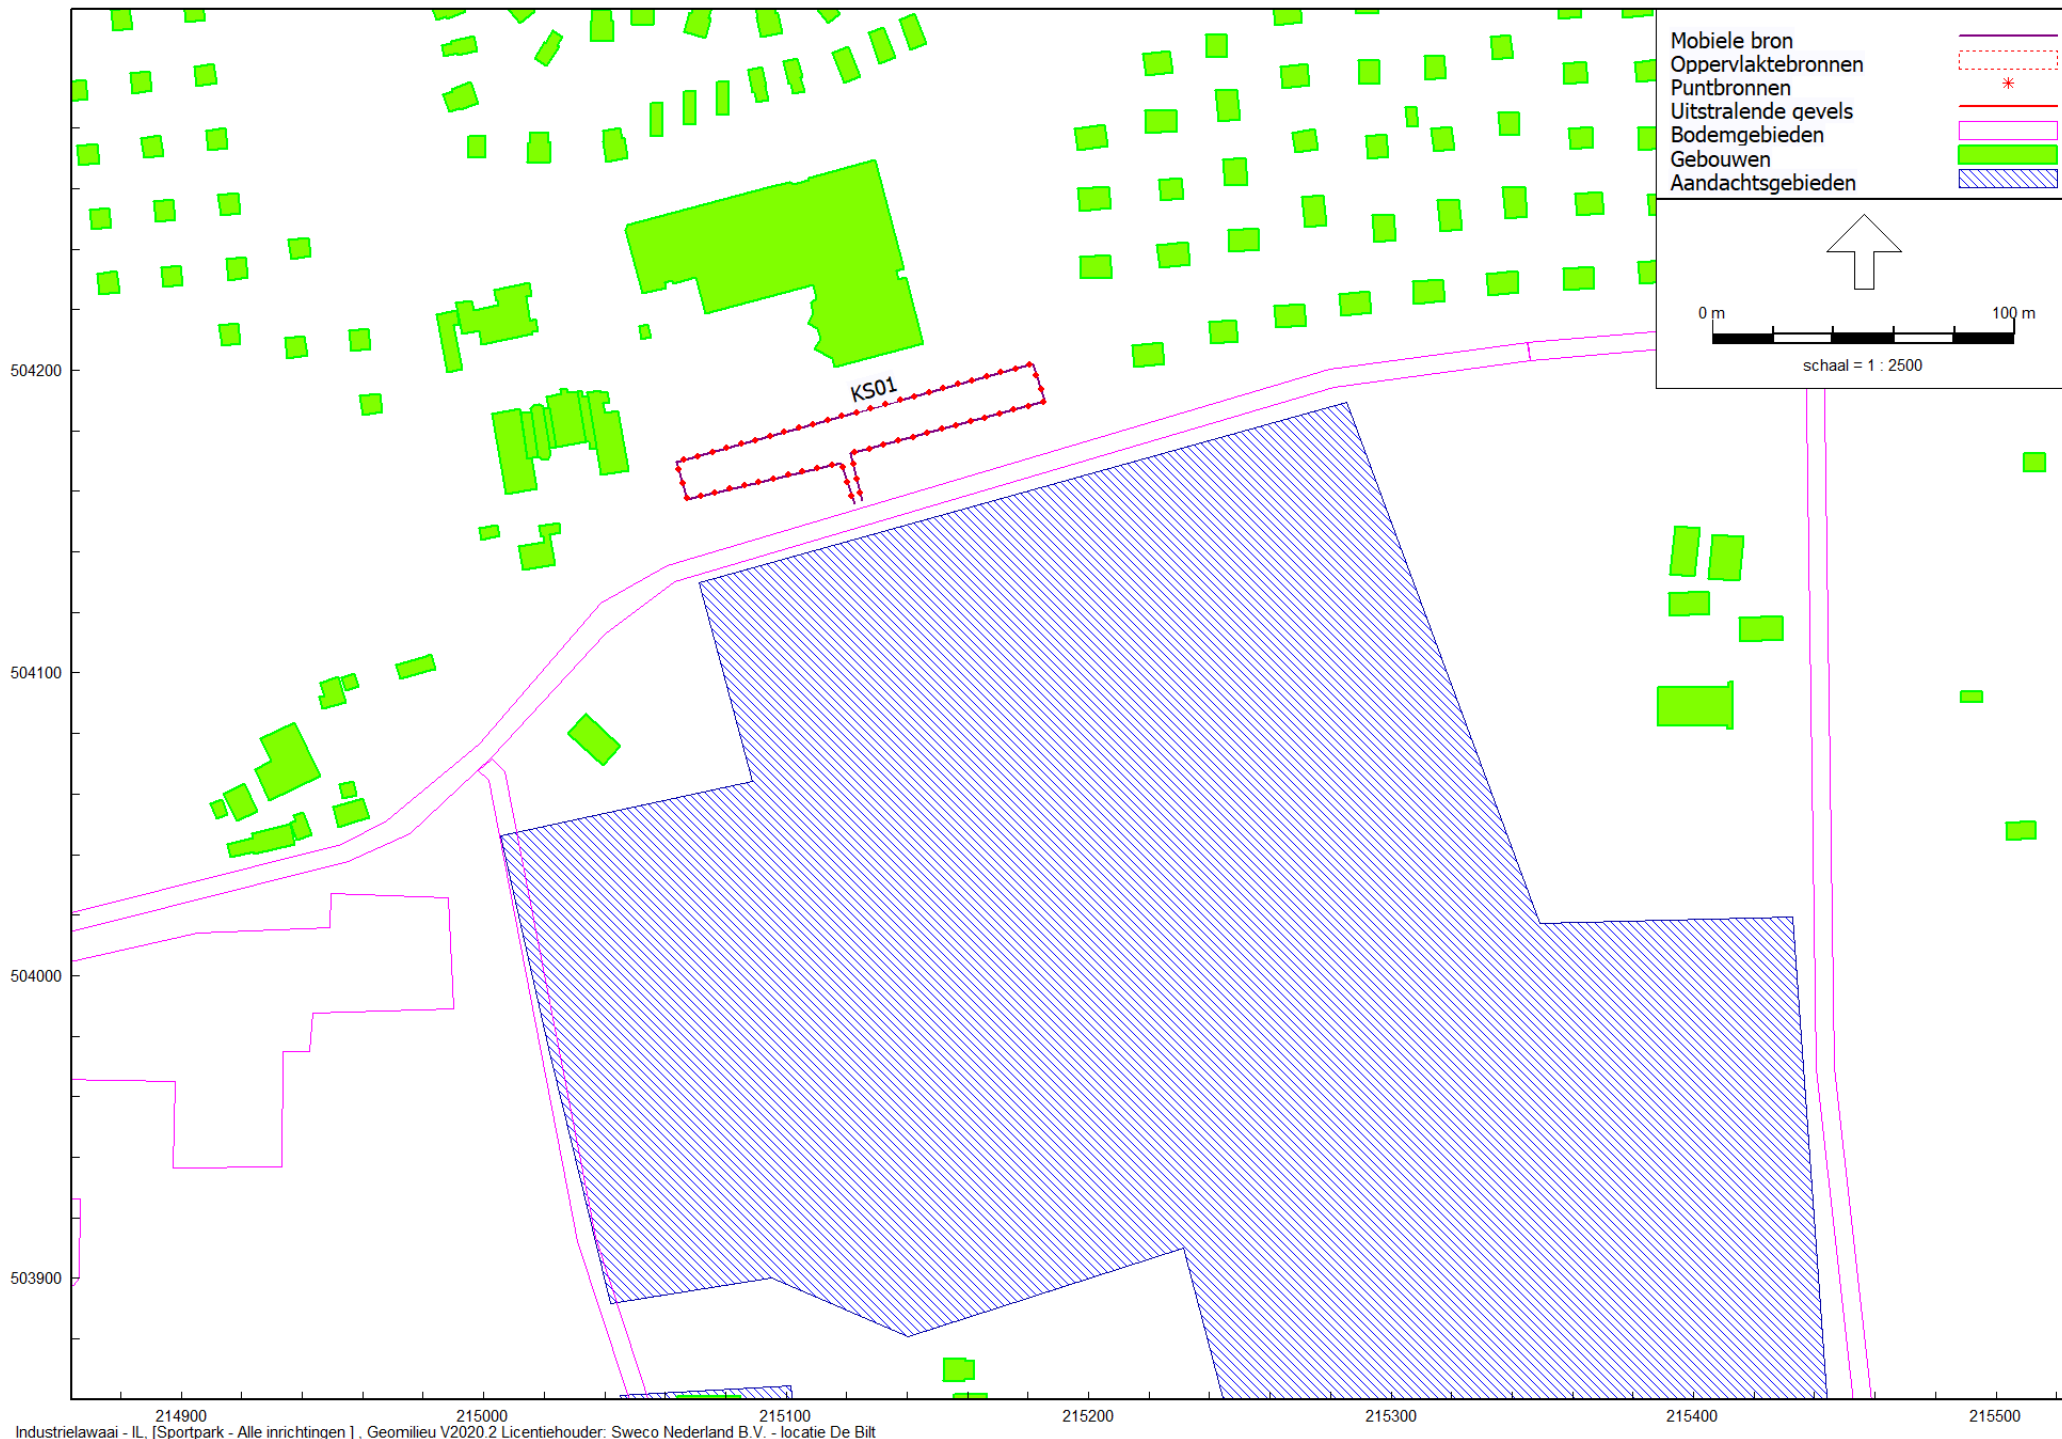 Mobiele bron
Oppervlaktebronnen
Puntbronnen
Uitstralende gevels
Bodemgebieden
Gebouwen
Aandachtsgebieden
0 m 100 m
schaal = 1 : 2500
KS01
504200
504100
504000
503900
214900 215000 215100 215200 215300 215400 215500
Industrielawaai - IL, [Sportpark - Alle inrichtingen ] , Geomilieu V2020.2 Licentiehouder: Sweco Nederland B.V. - locatie De Bilt